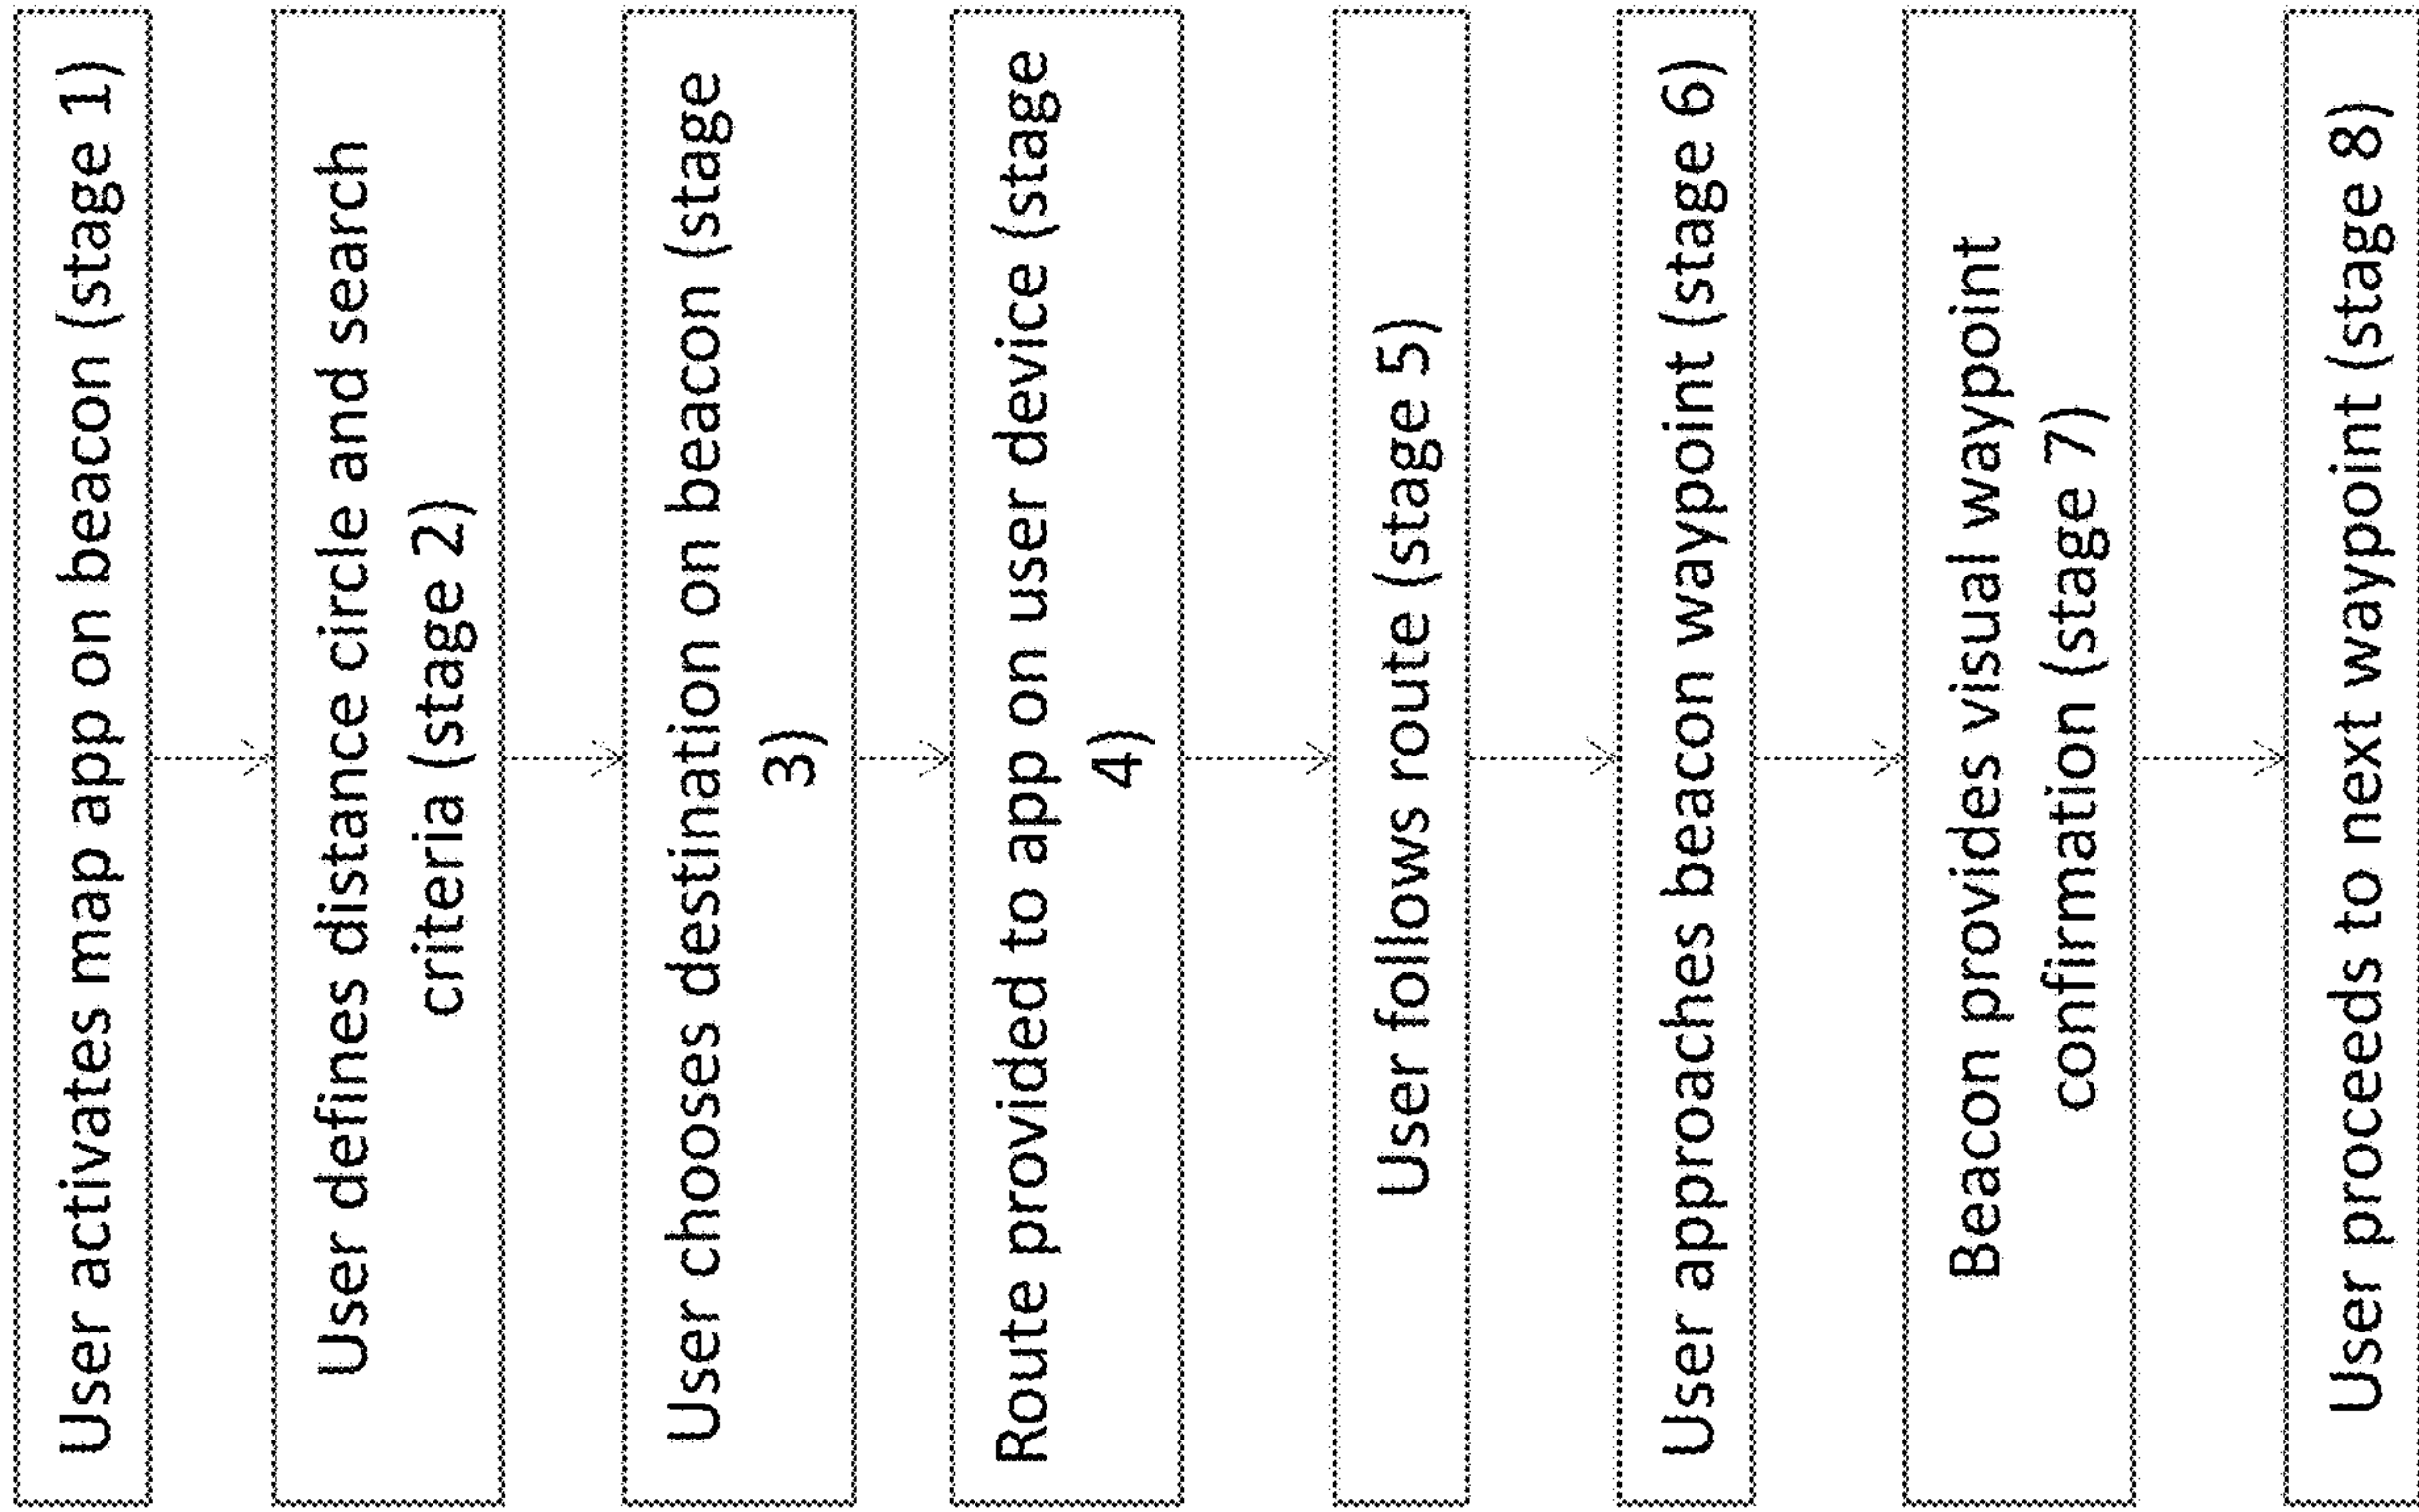 User activates map app on beacon (stage 1)
User defines distance circle and search
criteria (stage 2)
User chooses destination on beacon (stage
3)
Route provided to app on user device (stage
4)
User follows route (stage 5)
User approaches beacon waypoint (stage 6)
Beacon provides visual waypoint
confirmation (stage 7)
User proceeds to next waypoint (stage 8)